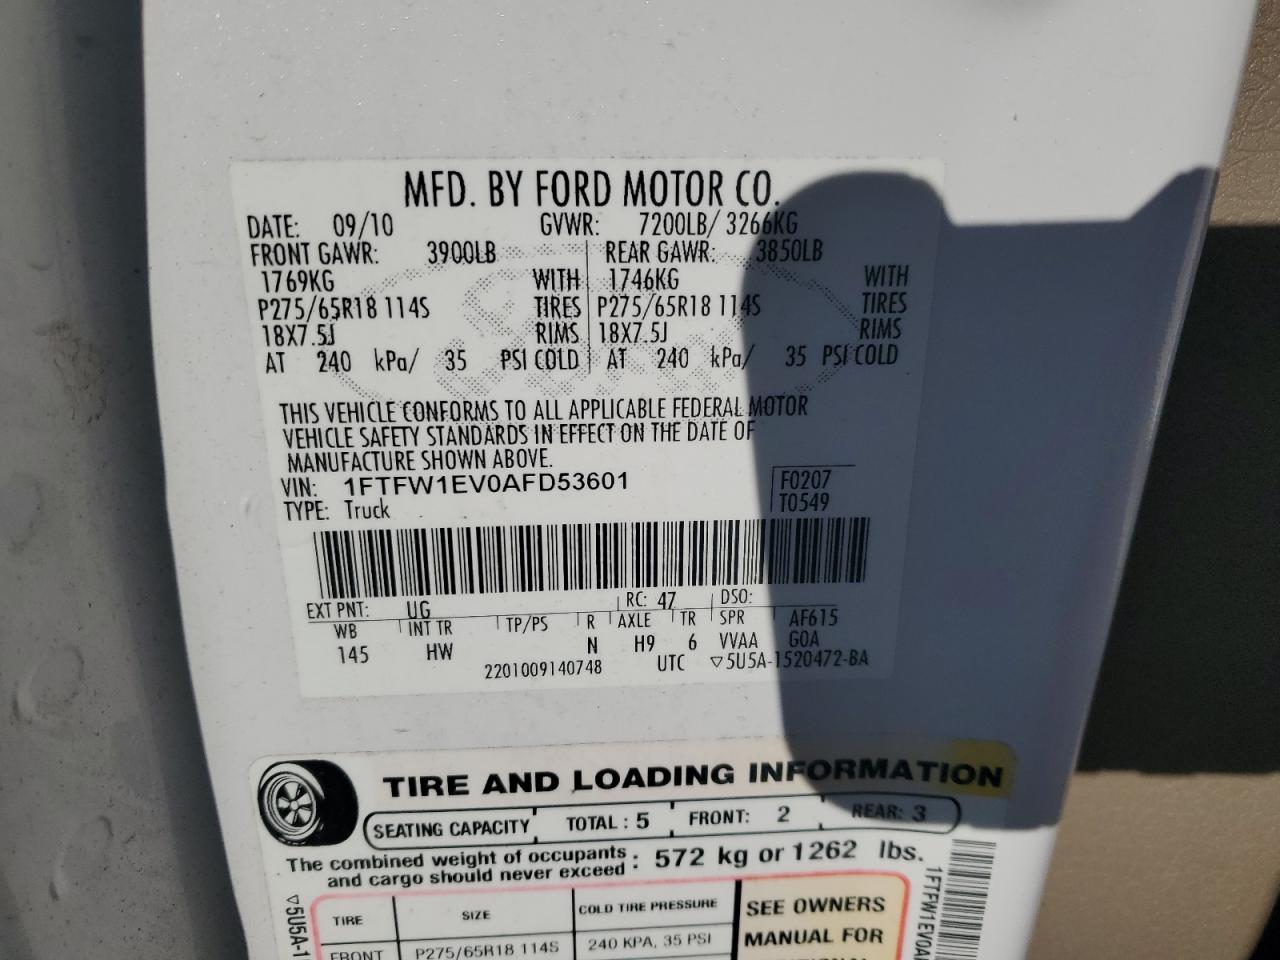 MFD. BY FORD MOTOR CO.
DATE: 09/10 GVWR: 7200LB/ 3266KG
FRONT GAWR: 3900LB REAR GAWR: 3850LB
1769KG WITH 1746KG WITH
P275/65R18 114S TIRES P275/65R18 114S TIRES
18X7.5J RIMS 18X7.5J RIMS
AT 240 kPa/ 35 PSI COLD AT 240 kPa/ 35 PSI COLD
THIS VEHICLE CONFORMS TO ALL APPLICABLE FEDERAL MOTOR
VEHICLE SAFETY STANDARDS IN EFFECT ON THE DATE OF
MANUFACTURE SHOWN ABOVE.
VIN: 1FTFW1EV0AFD53601 F0207
TYPE: Truck T0549
EXT PNT: UG RC: 47 DSO:
WB INT TR TP/PS R AXLE TR SPR AF615
145 HW N H9 6 VVAA GOA
2201009140748 UTC ▽5U5A-1520472-BA
TIRE AND LOADING INFORMATION
SEATING CAPACITY TOTAL : 5 FRONT: 2 REAR: 3
The combined weight of occupants
and cargo should never exceed : 572 kg or 1262 lbs.
TIRE SIZE COLD TIRE PRESSURE SEE OWNERS
FRONT P275/65R18 114S 240 KPA, 35 PSI MANUAL FOR
▽5U5A-1
1FTFW1EV0A